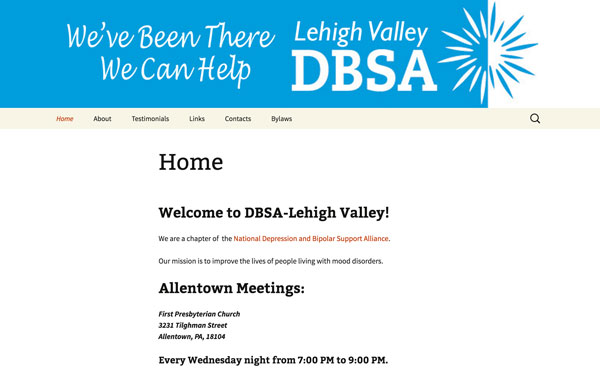 We've Been There
We Can Help
Lehigh Valley
DBSA
Home About Testimonials Links Contacts Bylaws
Home
Welcome to DBSA-Lehigh Valley!
We are a chapter of the National Depression and Bipolar Support Alliance.
Our mission is to improve the lives of people living with mood disorders.
Allentown Meetings:
First Presbyterian Church
3231 Tilghman Street
Allentown, PA, 18104
Every Wednesday night from 7:00 PM to 9:00 PM.